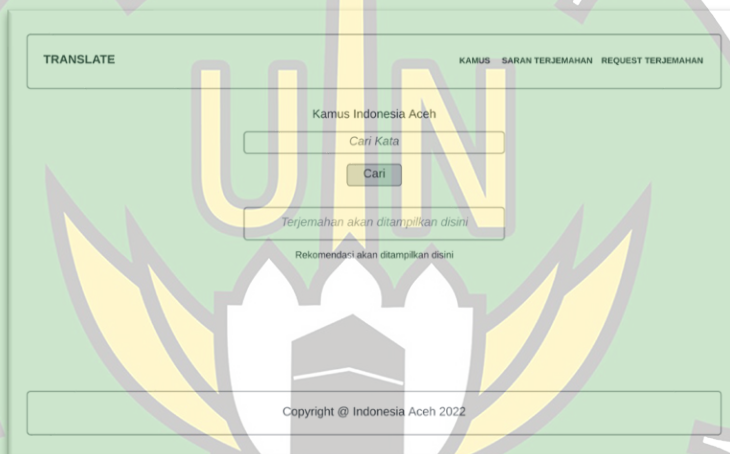 TRANSLATE KAMUS SARAN TERJEMAHAN REQUEST TERJEMAHAN
Kamus Indonesia Aceh
Cari Kata
Cari
Terjemahan akan ditampilkan disini
Rekomendasi akan ditampilkan disini
UIN
Copyright @ Indonesia Aceh 2022